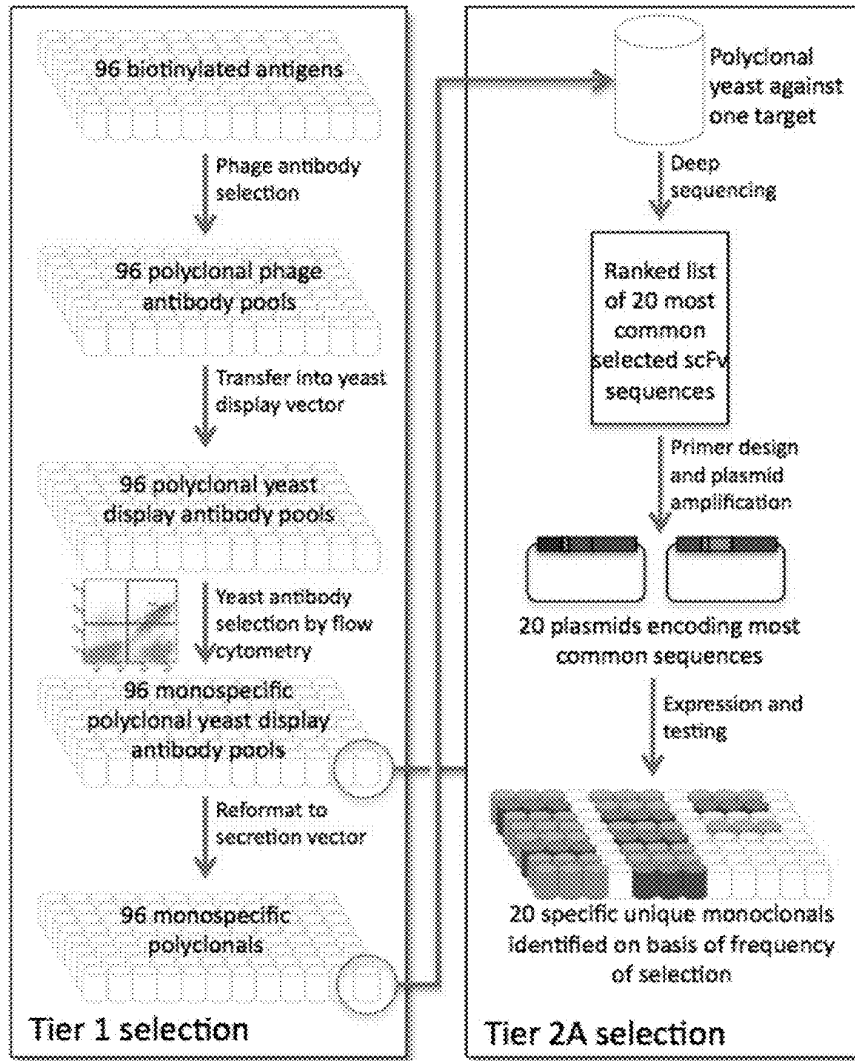 96 biotinylated antigens
Phage antibody
selection
96 polyclonal phage
antibody pools
Transfer into yeast
display vector
96 polyclonal yeast
display antibody pools
Yeast antibody
selection by flow
cytometry
96 monospecific
polyclonal yeast display
antibody pools
Reformat to
secretion vector
96 monospecific
polyclonals
Tier 1 selection
Polyclonal
yeast against
one target
Deep
sequencing
Ranked list
of 20 most
common
selected scFv
sequences
Primer design
and plasmid
amplification
20 plasmids encoding most
common sequences
Expression and
testing
20 specific unique monoclonals
identified on basis of frequency
of selection
Tier 2A selection